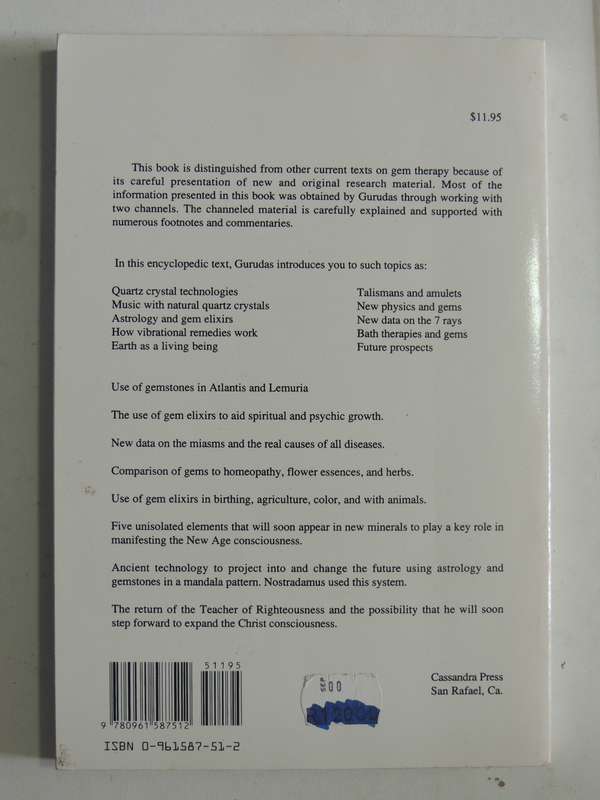 $11.95
This book is distinguished from other current texts on gem therapy because of
its careful presentation of new and original research material. Most of the
information presented in this book was obtained by Gurudas through working with
two channels. The channeled material is carefully explained and supported with
numerous footnotes and commentaries.
In this encyclopedic text, Gurudas introduces you to such topics as:
Quartz crystal technologies
Music with natural quartz crystals
Astrology and gem elixirs
How vibrational remedies work
Earth as a living being
Talismans and amulets
New physics and gems
New data on the 7 rays
Bath therapies and gems
Future prospects
Use of gemstones in Atlantis and Lemuria
The use of gem elixirs to aid spiritual and psychic growth.
New data on the miasms and the real causes of all diseases.
Comparison of gems to homeopathy, flower essences, and herbs.
Use of gem elixirs in birthing, agriculture, color, and with animals.
Five unisolated elements that will soon appear in new minerals to play a key role in
manifesting the New Age consciousness.
Ancient technology to project into and change the future using astrology and
gemstones in a mandala pattern. Nostradamus used this system.
The return of the Teacher of Righteousness and the possibility that he will soon
step forward to expand the Christ consciousness.
51195
9 780961 587512
ISBN 0-961587-51-2
Cassandra Press
San Rafael, Ca.